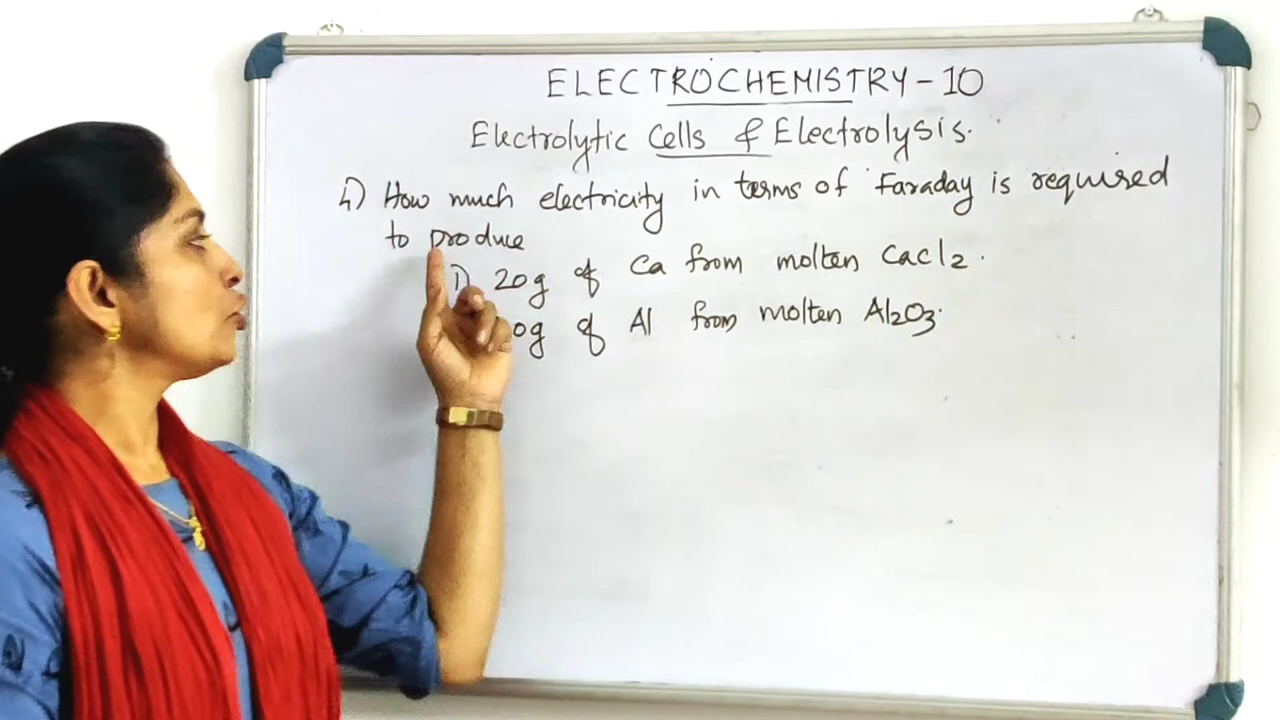 ELECTROCHEMISTRY - 10
Electrolytic Cells & Electrolysis.
4) How much electricity in terms of Faraday is required
to produce
i) 20g of Ca from molten CaCl2.
0g of Al from molten Al2O3.